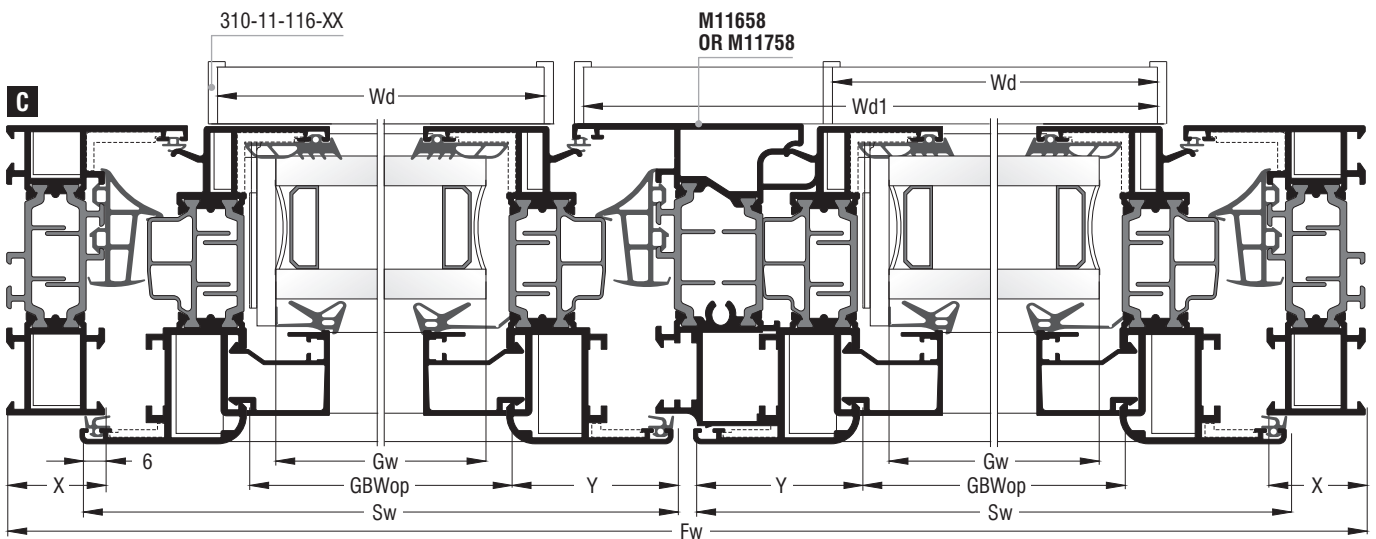 310-11-116-XX
M11658
OR M11758
C
Wd
Wd
Wd1
6
Gw
Gw
X
GBWop
Y
Y
GBWop
X
Sw
Sw
Fw